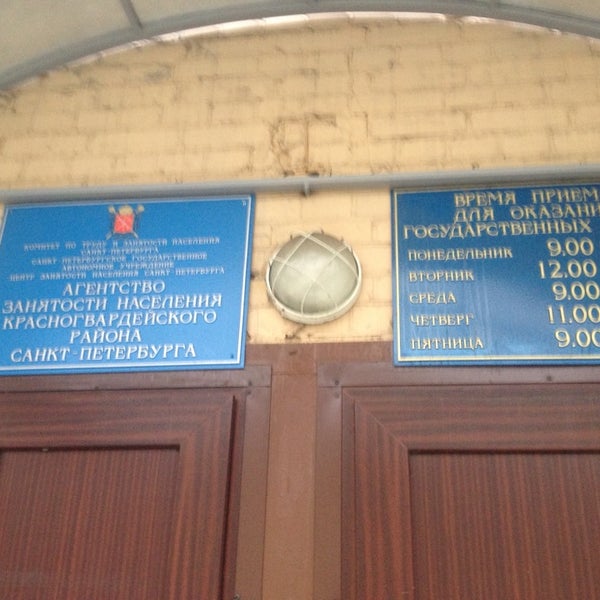 КОМИТЕТ ПО ТРУДУ И ЗАНЯТОСТИ НАСЕЛЕНИЯ
САНКТ-ПЕТЕРБУРГА
САНКТ-ПЕТЕРБУРГСКОЕ ГОСУДАРСТВЕННОЕ
АВТОНОМНОЕ УЧРЕЖДЕНИЕ
ЦЕНТР ЗАНЯТОСТИ НАСЕЛЕНИЯ САНКТ-ПЕТЕРБУРГА
АГЕНТСТВО
ЗАНЯТОСТИ НАСЕЛЕНИЯ
КРАСНОГВАРДЕЙСКОГО
РАЙОНА
САНКТ-ПЕТЕРБУРГА
ВРЕМЯ ПРИЕМ
ДЛЯ ОКАЗАНИ
ГОСУДАРСТВЕННЫХ
ПОНЕДЕЛЬНИК 9.00
ВТОРНИК 12.00
СРЕДА 9.00
ЧЕТВЕРГ 11.00
ПЯТНИЦА 9.00